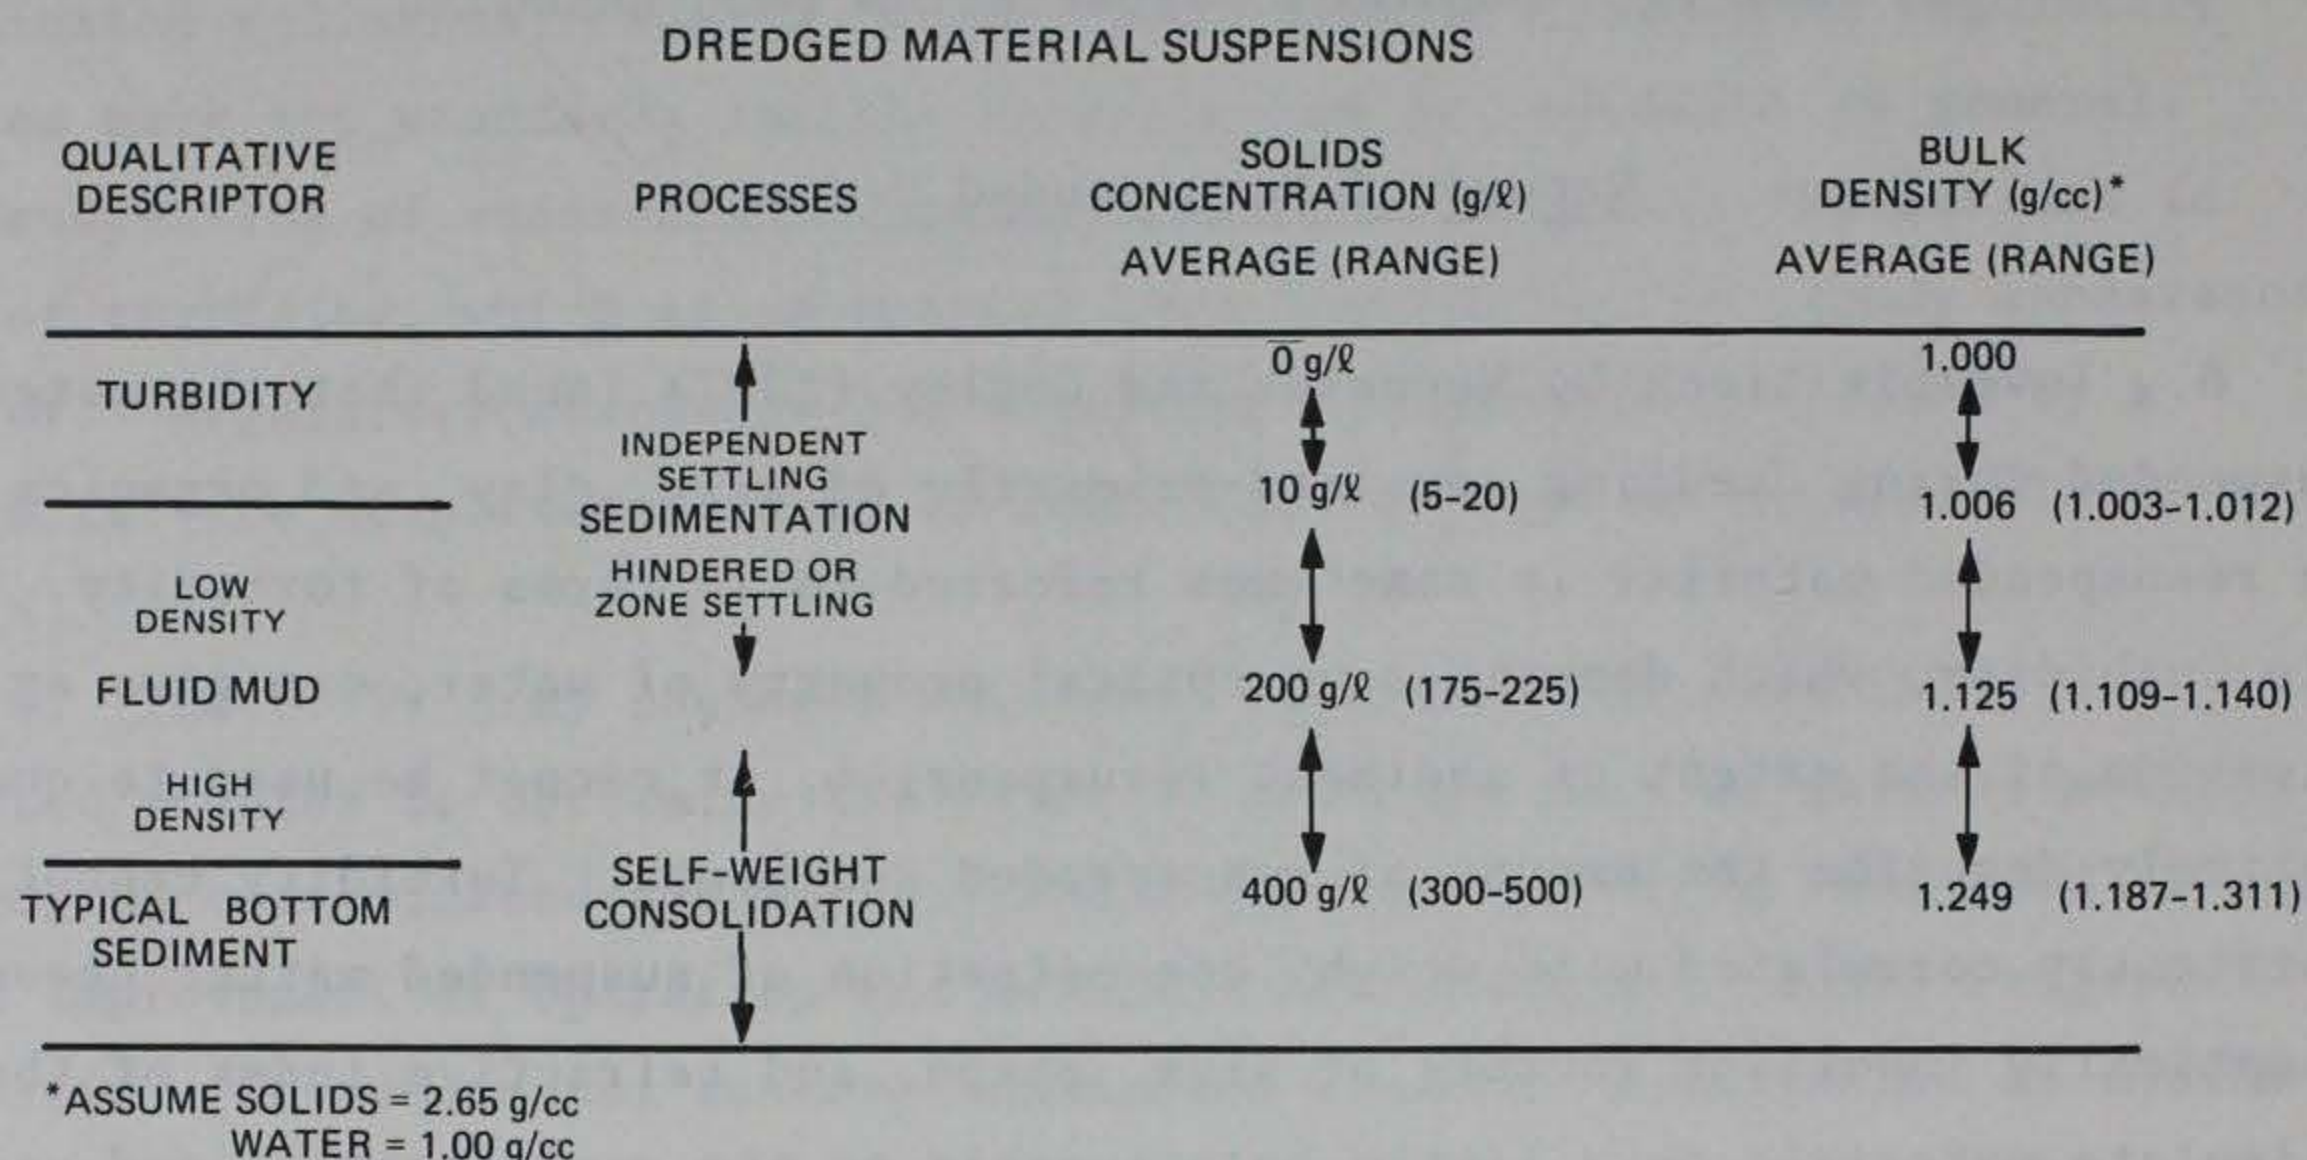 DREDGED MATERIAL SUSPENSIONS
QUALITATIVE DESCRIPTOR
PROCESSES
SOLIDS CONCENTRATION (g/ℓ)
AVERAGE (RANGE)
BULK DENSITY (g/cc)*
AVERAGE (RANGE)
TURBIDITY
INDEPENDENT
SETTLING
SEDIMENTATION
HINDERED OR
ZONE SETTLING
0 g/ℓ
1.000
10 g/ℓ (5-20)
1.006 (1.003-1.012)
LOW
DENSITY
FLUID MUD
200 g/ℓ (175-225)
1.125 (1.109-1.140)
HIGH
DENSITY
SELF-WEIGHT
CONSOLIDATION
400 g/ℓ (300-500)
1.249 (1.187-1.311)
TYPICAL BOTTOM
SEDIMENT
*ASSUME SOLIDS = 2.65 g/cc
WATER = 1.00 g/cc